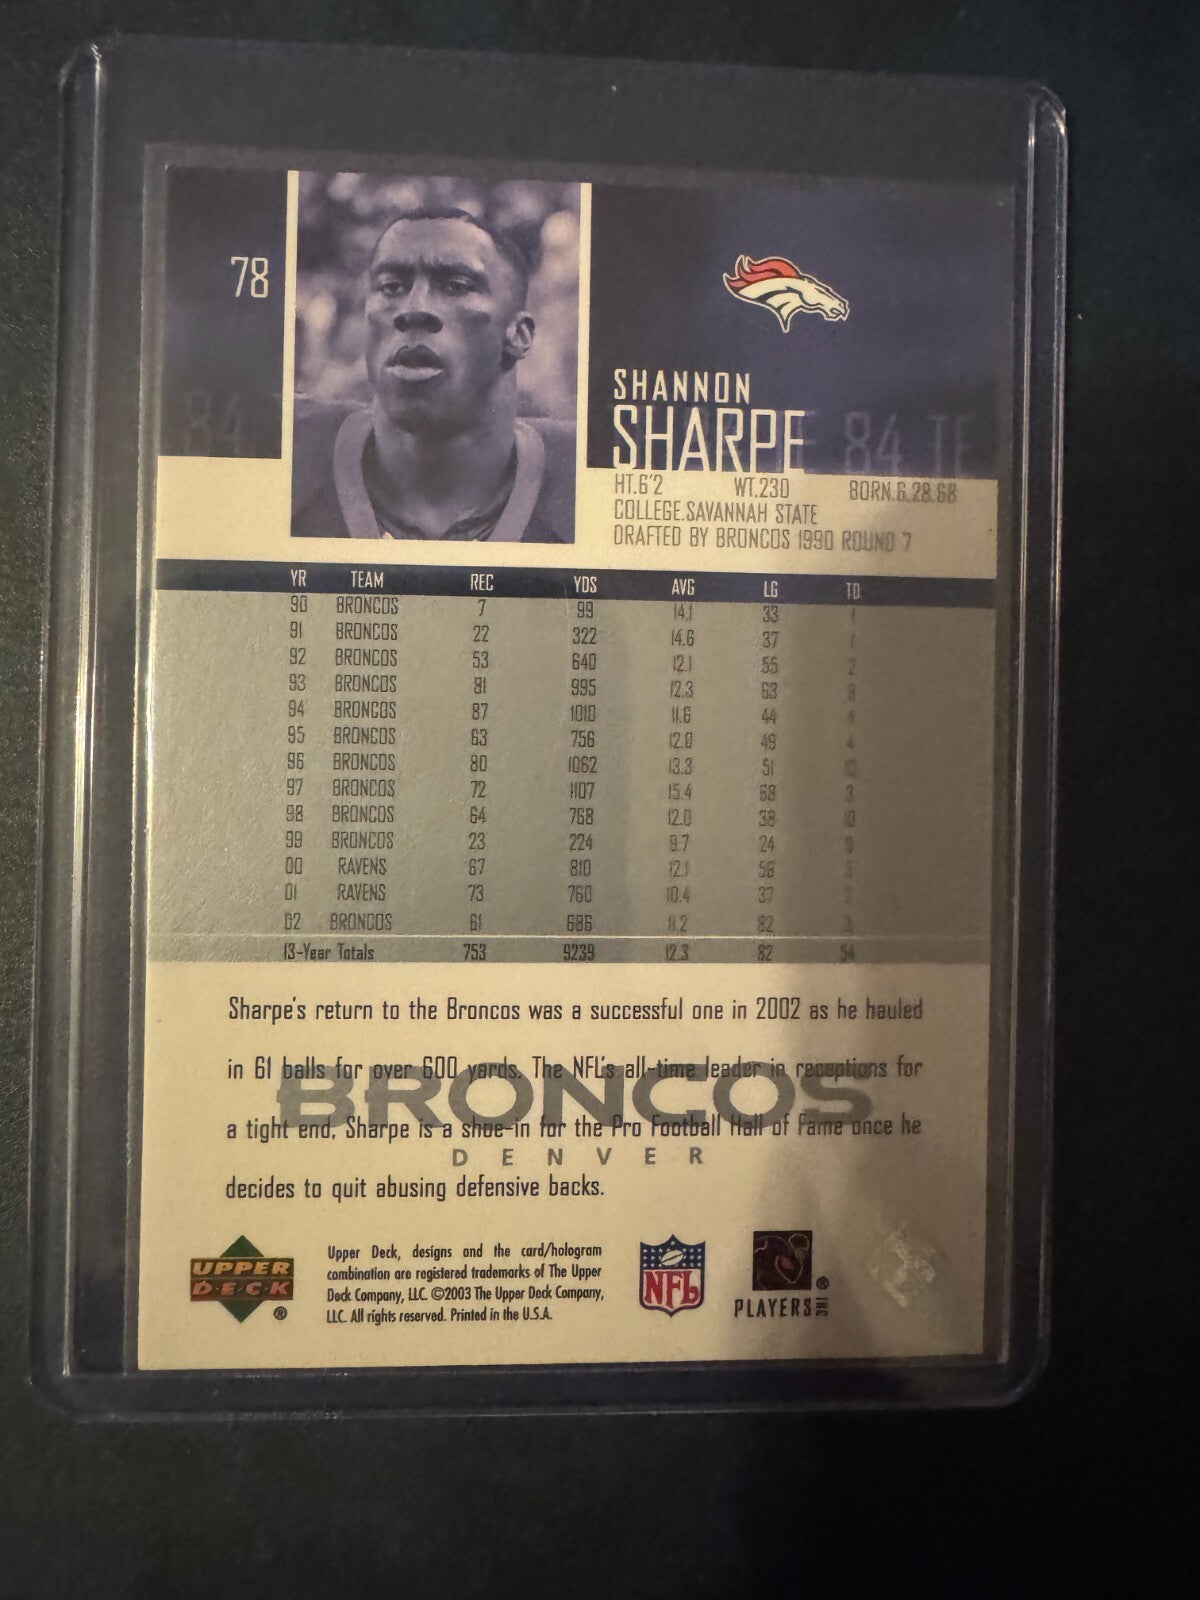 78
SHANNON
SHARPE
84
84 TE
HT.6'2 WT.230 BORN.6.28.68
COLLEGE.SAVANNAH STATE
DRAFTED BY BRONCOS 1990 ROUND 7
YR TEAM REC YDS AVG LG TD
90 BRONCOS 7 99 14.1 33 1
91 BRONCOS 22 322 14.6 37 1
92 BRONCOS 53 640 12.1 55 2
93 BRONCOS 81 995 12.3 63 9
94 BRONCOS 87 1010 11.6 44 4
95 BRONCOS 63 756 12.0 49 4
96 BRONCOS 80 1062 13.3 51 10
97 BRONCOS 72 1107 15.4 68 3
98 BRONCOS 64 768 12.0 38 10
99 BRONCOS 23 224 9.7 24 0
00 RAVENS 67 810 12.1 59 5
01 RAVENS 73 760 10.4 37 2
02 BRONCOS 61 686 11.2 82 3
13-Year Totals 753 9239 12.3 82 54
Sharpe's return to the Broncos was a successful one in 2002 as he hauled
in 61 balls for over 600 yards. The NFL's all-time leader in receptions for
BRONCOS
a tight end, Sharpe is a shoe-in for the Pro Football Hall of Fame once he
DENVER
decides to quit abusing defensive backs.
UPPER
DECK
®
Upper Deck, designs and the card/hologram
combination are registered trademarks of The Upper
Deck Company, LLC. ©2003 The Upper Deck Company,
LLC. All rights reserved. Printed in the U.S.A.
NFL
PLAYERS INC ®